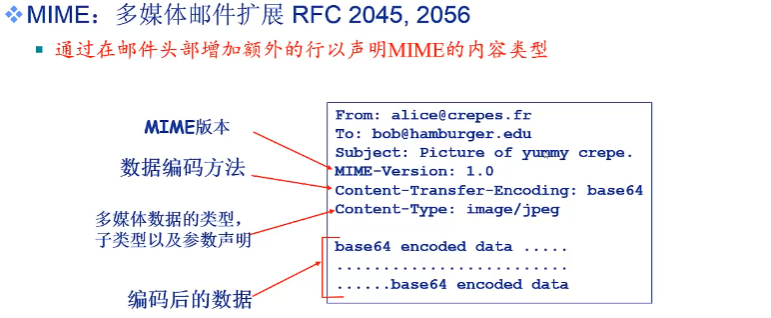 ❖MIME：多媒体邮件扩展 RFC 2045, 2056
▪ 通过在邮件头部增加额外的行以声明MIME的内容类型
MIME版本
数据编码方法
多媒体数据的类型，
子类型以及参数声明
编码后的数据
From: alice@crepes.fr
To: bob@hamburger.edu
Subject: Picture of yummy crepe.
MIME-Version: 1.0
Content-Transfer-Encoding: base64
Content-Type: image/jpeg
base64 encoded data .....
.........................
......base64 encoded data